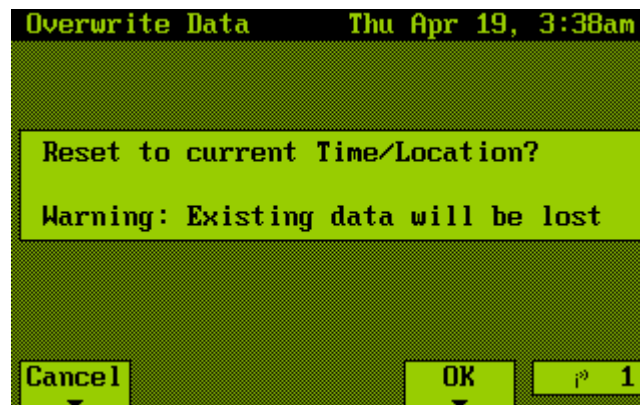 Overwrite Data Thu Apr 19, 3:38am
Reset to current Time/Location?
Warning: Existing data will be lost
Cancel OK 1